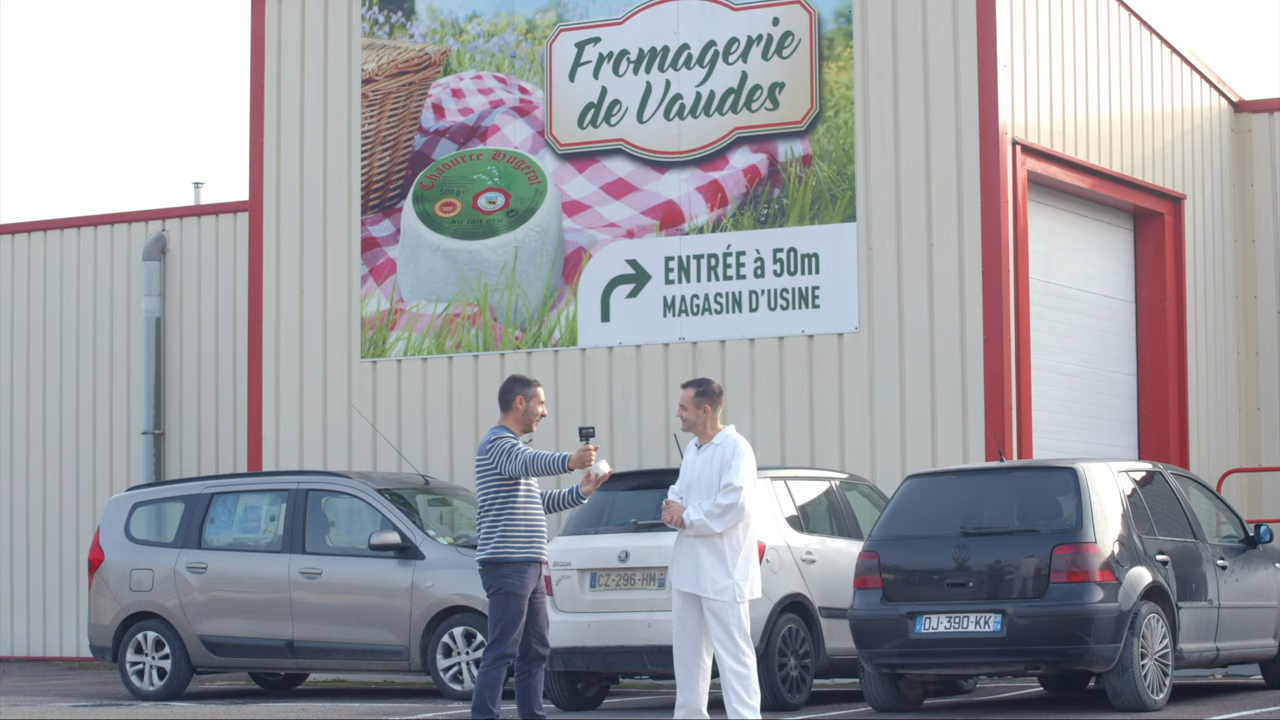 Fromagerie
de Vaudes
Chaource Hugerot
500g e
Au lait cru
ENTRÉE à 50m
MAGASIN D'USINE
CZ-296-HM
DJ-390-KK